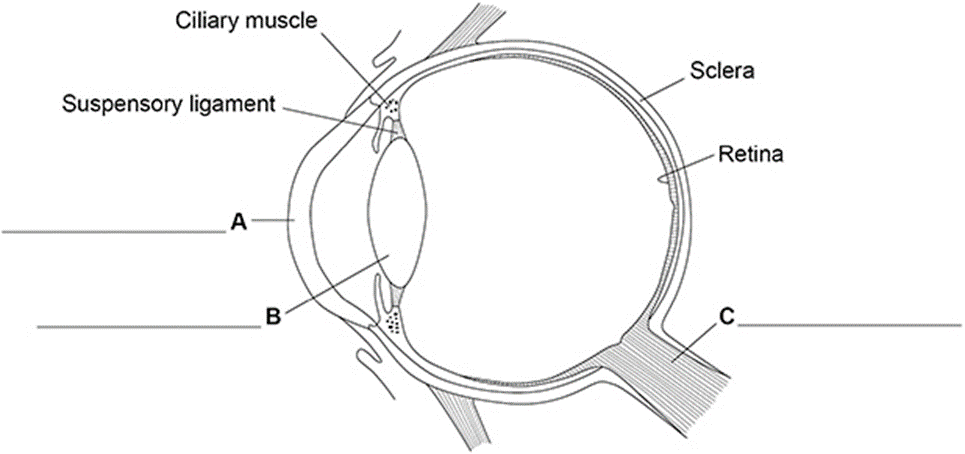 Ciliary muscle
Suspensory ligament
Sclera
Retina
A
B
C